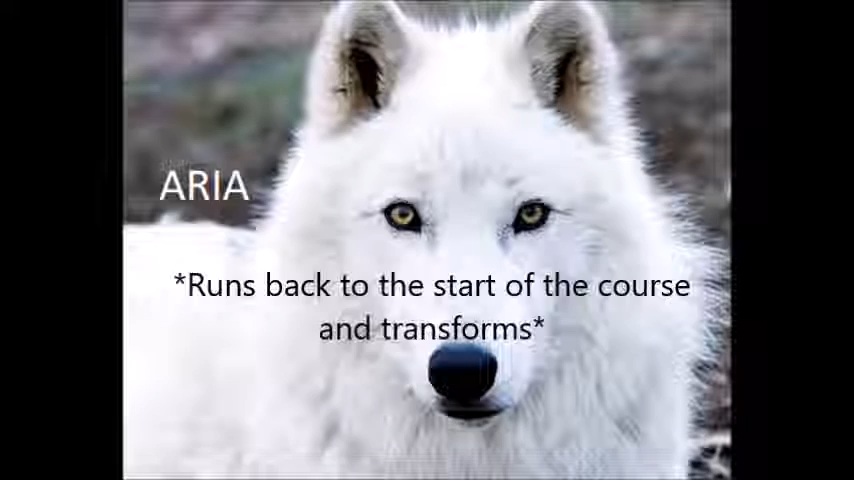 ARIA
*Runs back to the start of the course
and transforms*